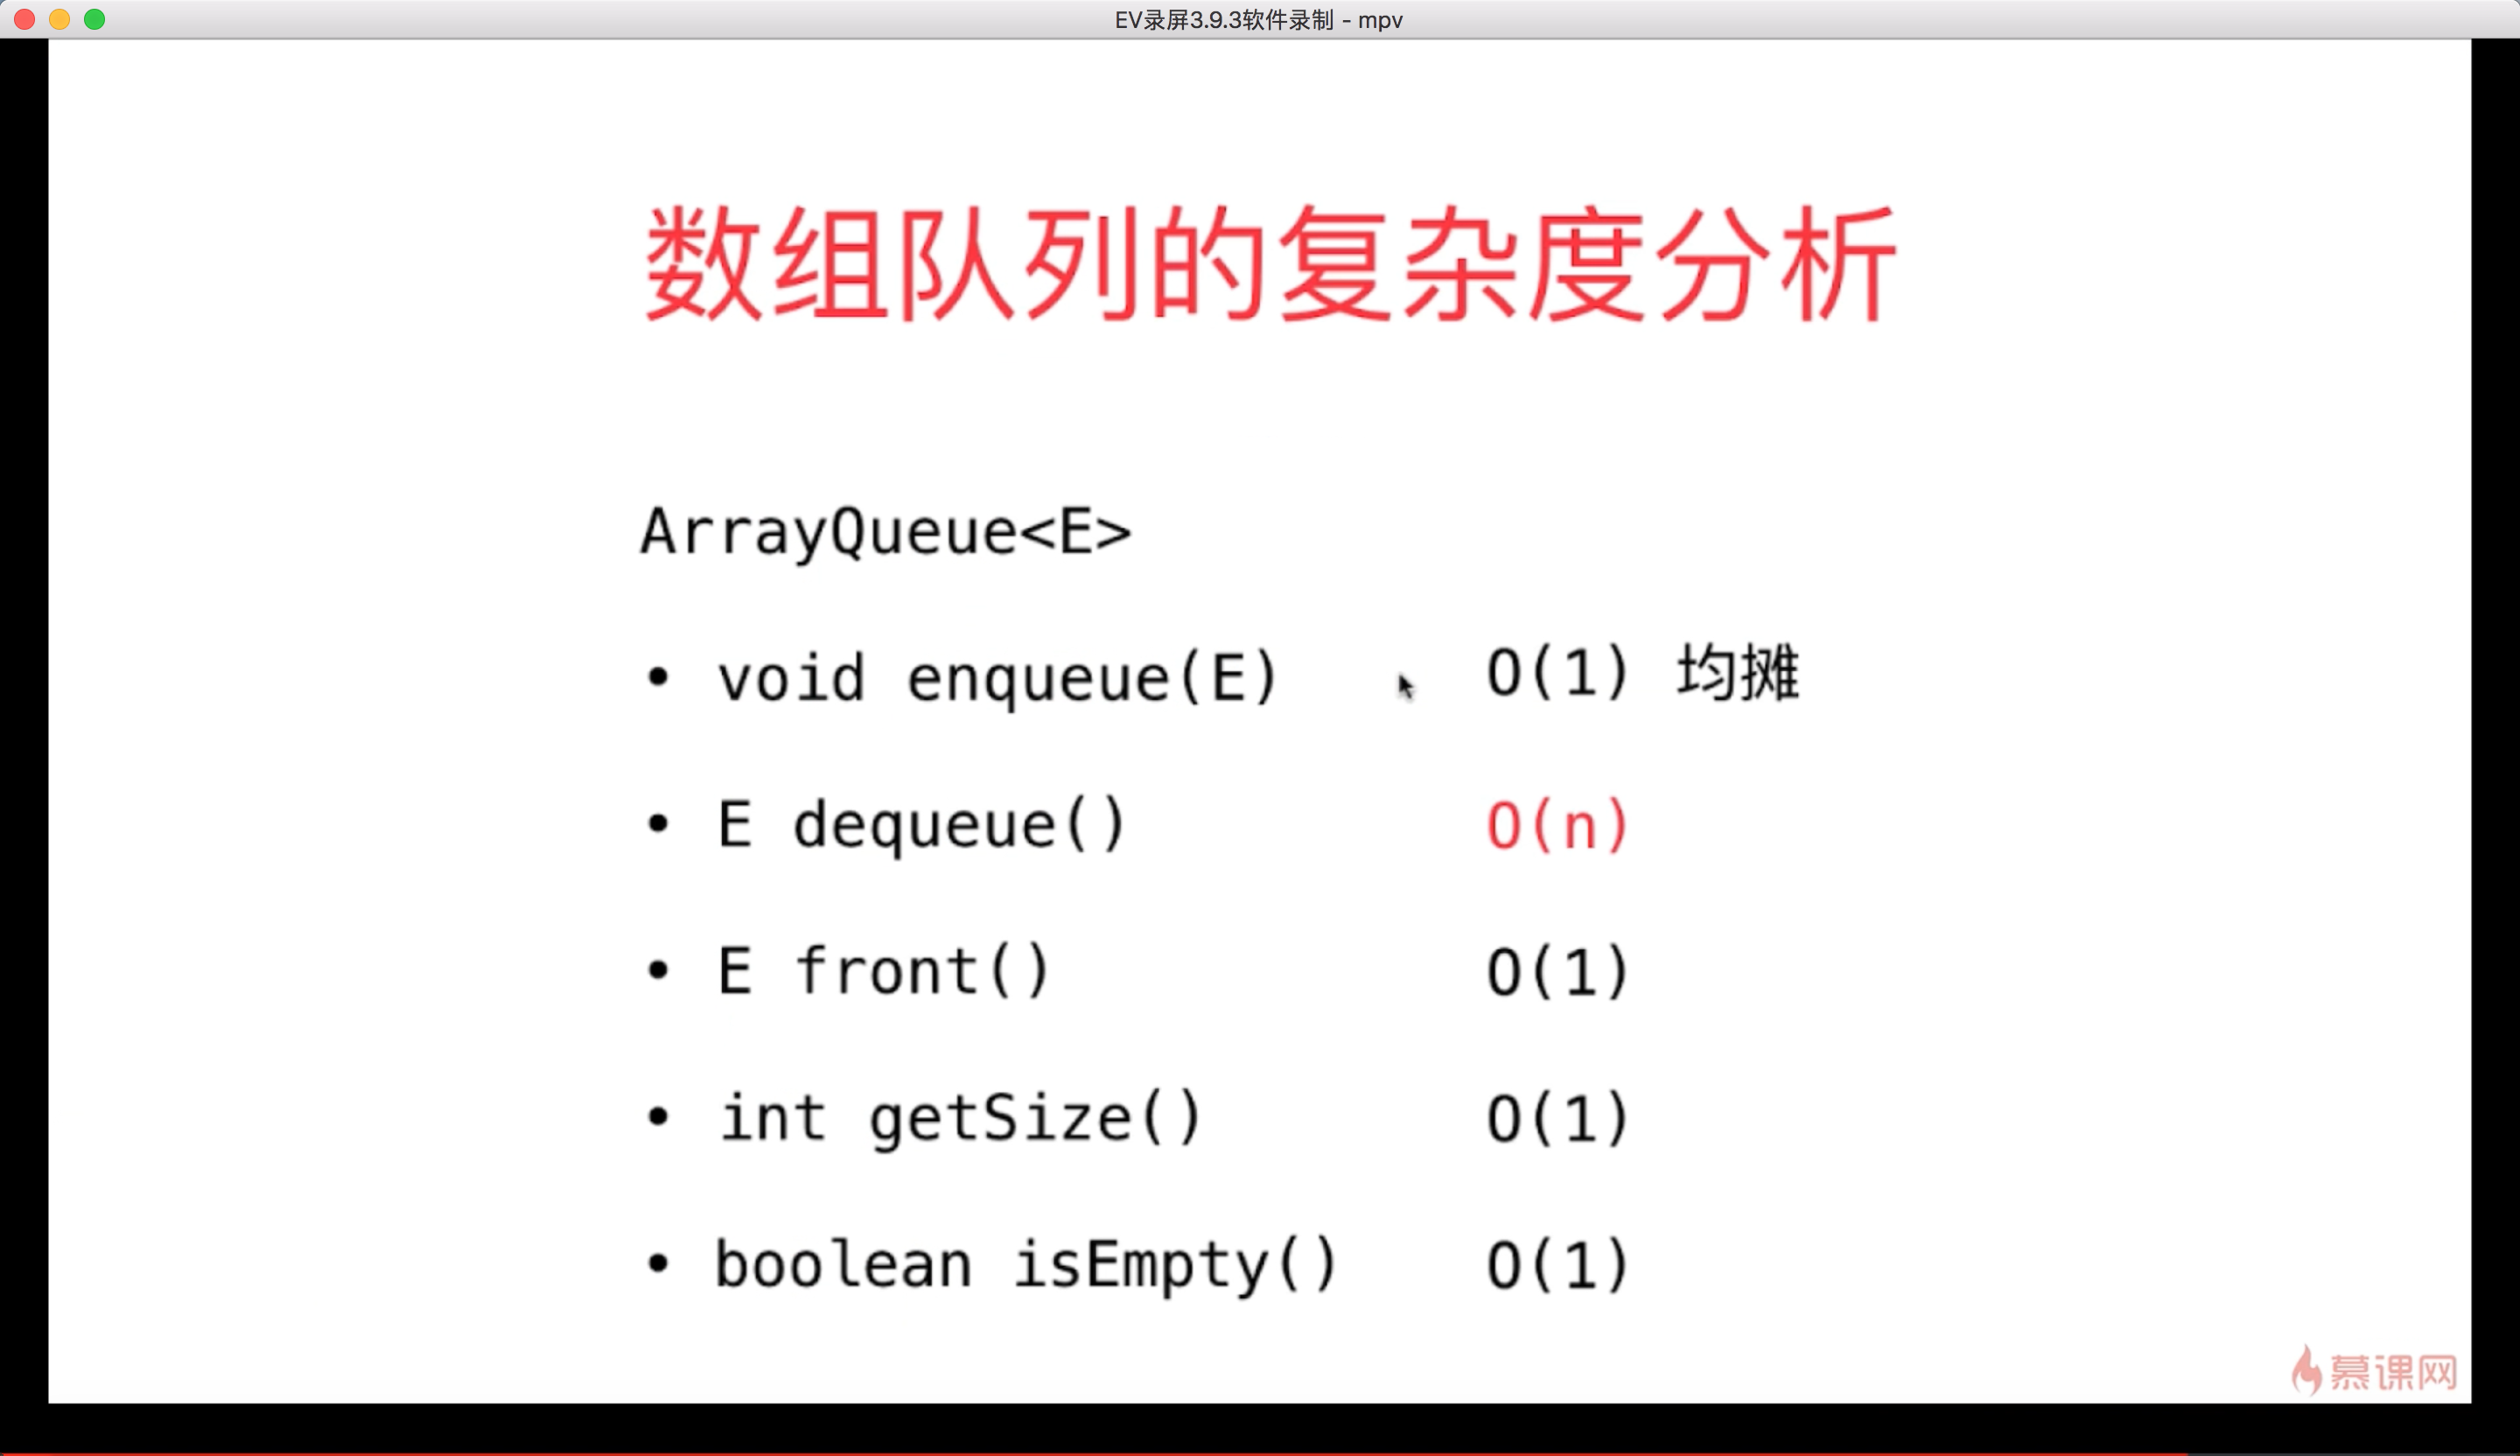 EV录屏3.9.3软件录制 - mpv
数组队列的复杂度分析
ArrayQueue<E>
• void enqueue(E) O(1) 均摊
• E dequeue() O(n)
• E front() O(1)
• int getSize() O(1)
• boolean isEmpty() O(1)
慕课网